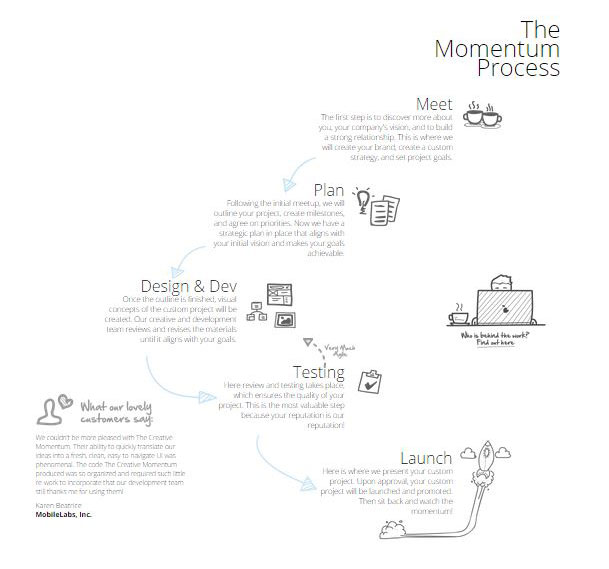 The
Momentum
Process
Meet
The first step is to discover more about
you, your company's vision, and to build
a strong relationship. This is where we
will create your brand, create a custom
strategy, and set project goals.
Plan
Following the initial meetup, we will
outline your project, create milestones,
and agree on priorities. Now we have a
strategic plan in place that aligns with
your initial vision and makes your goals
achievable.
Design & Dev
Once the outline is finished, visual
concepts of the custom project will be
created. Our creative and development
team reviews and revises the materials
until it aligns with your goals.
Who is behind the work?
Find out here
Very Much
Agile
Testing
Here review and testing takes place,
which ensures the quality of your
project. This is the most valuable step
because your reputation is our
reputation!
What our lovely
customers say:
We couldn't be more pleased with The Creative
Momentum. Their ability to quickly translate our
ideas into a fresh, clean, easy to navigate UI was
phenomenal. The code The Creative Momentum
produced was so organized and required such little
re work to incorporate that our development team
still thanks me for using them!
Karen Beatrice
MobileLabs, Inc.
Launch
Here is where we present your custom
project. Upon approval, your custom
project will be launched and promoted.
Then sit back and watch the
momentum!